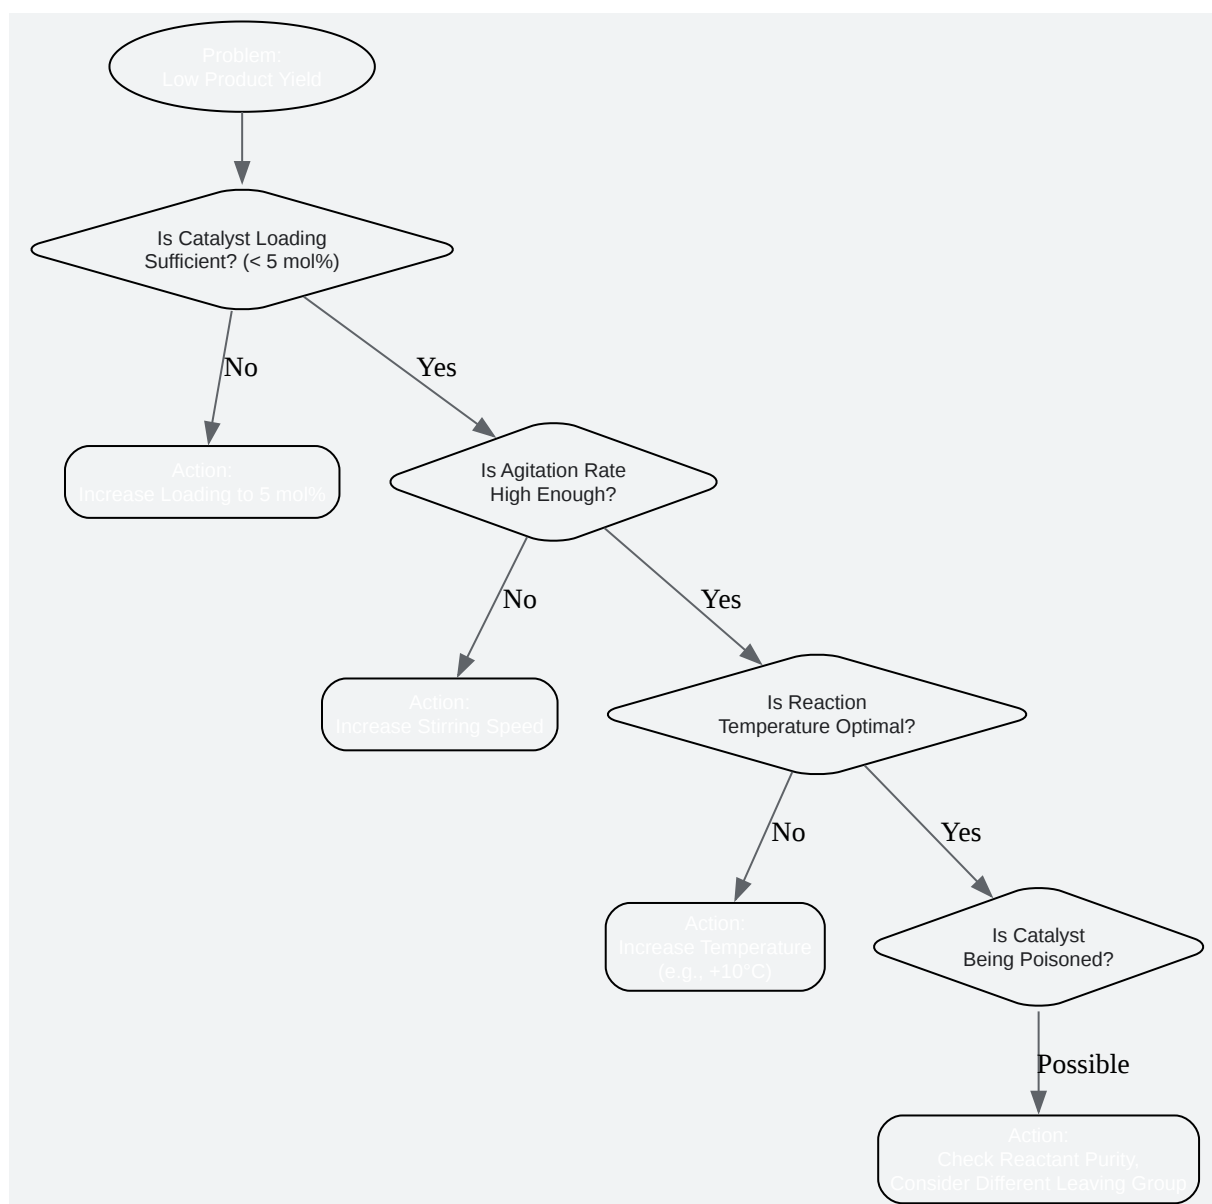 Problem:
Low Product Yield
Is Catalyst Loading
Sufficient? (< 5 mol%)
No
Yes
Action:
Increase Loading to 5 mol%
Is Agitation Rate
High Enough?
No
Yes
Action:
Increase Stirring Speed
Is Reaction
Temperature Optimal?
No
Yes
Action:
Increase Temperature
(e.g., +10°C)
Is Catalyst
Being Poisoned?
Possible
Action:
Check Reactant Purity,
Consider Different Leaving Group